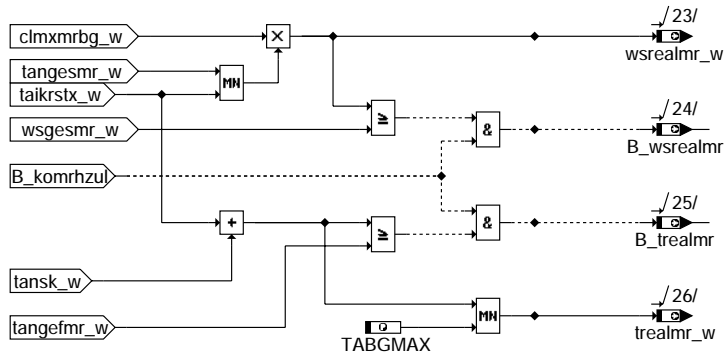 clmxmrbg_w
23/
wsrealmr_w
tangesmr_w
MN
taikrstx_w
24/
wsgesmr_w
≥
&
B_wsrealmr
B_komrhzul
25/
+
≥
&
B_trealmr
tansk_w
26/
tangefmr_w
MN
TABGMAX
trealmr_w